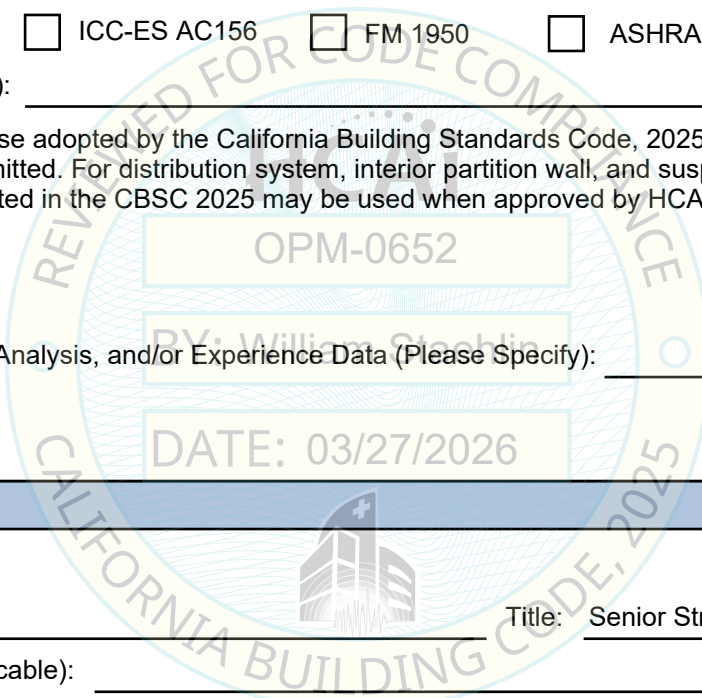 ICC-ES AC156 FM 1950 ASHRA
):
REVIEWED FOR CODE COMPLIANCE
HCAi
se adopted by the California Building Standards Code, 2025
mitted. For distribution system, interior partition wall, and susp
ted in the CBSC 2025 may be used when approved by HCA
OPM-0652
BY: William Staehlin
Analysis, and/or Experience Data (Please Specify):
DATE: 03/27/2026
Title: Senior Str
cable):
CALIFORNIA BUILDING CODE, 2025